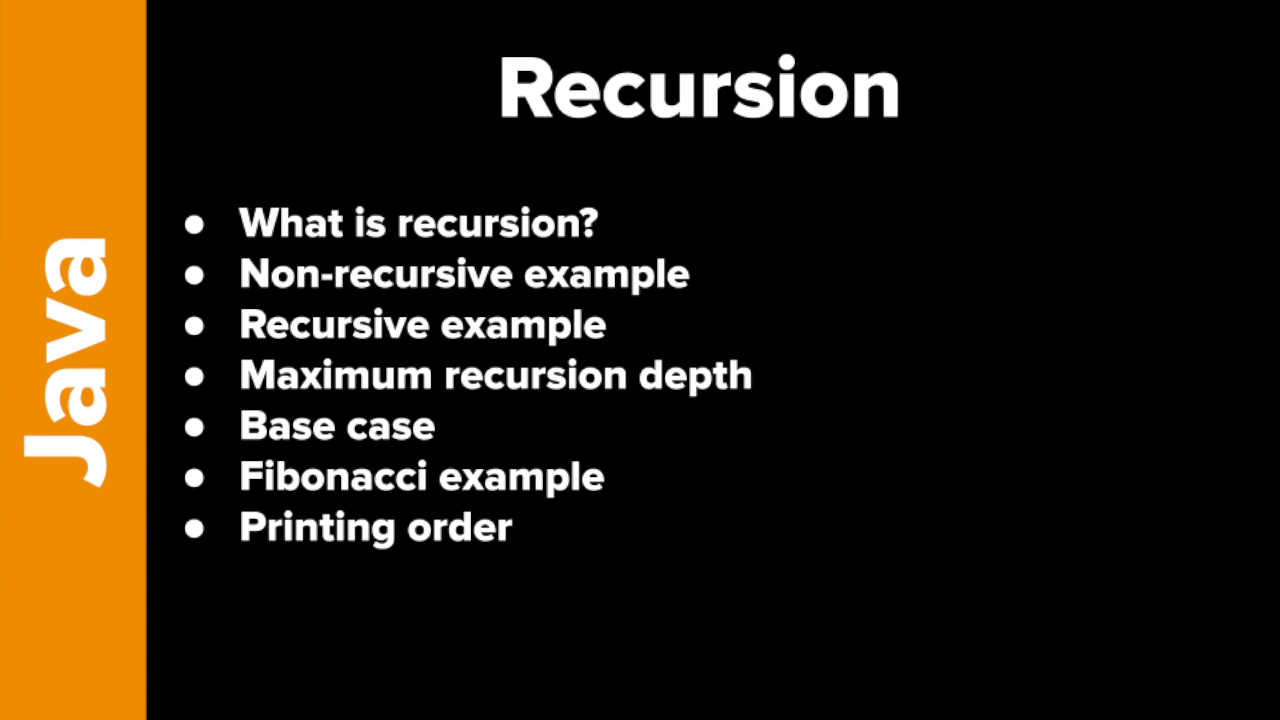 Java
Recursion
● What is recursion?
● Non-recursive example
● Recursive example
● Maximum recursion depth
● Base case
● Fibonacci example
● Printing order